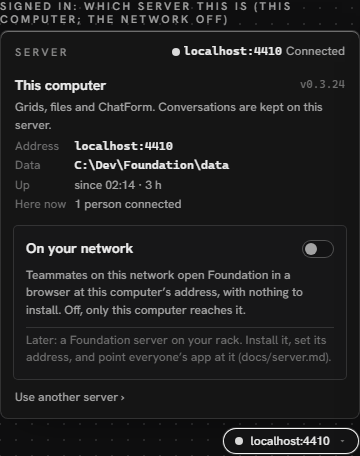 SIGNED IN: WHICH SERVER THIS IS (THIS
COMPUTER; THE NETWORK OFF)
SERVER localhost:4410 Connected
This computer v0.3.24
Grids, files and ChatForm. Conversations are kept on this
server.
Address localhost:4410
Data C:\Dev\Foundation\data
Up since 02:14 · 3 h
Here now 1 person connected
On your network
Teammates on this network open Foundation in a
browser at this computer's address, with nothing to
install. Off, only this computer reaches it.
Later: a Foundation server on your rack. Install it, set its
address, and point everyone's app at it (docs/server.md).
Use another server ›
localhost:4410